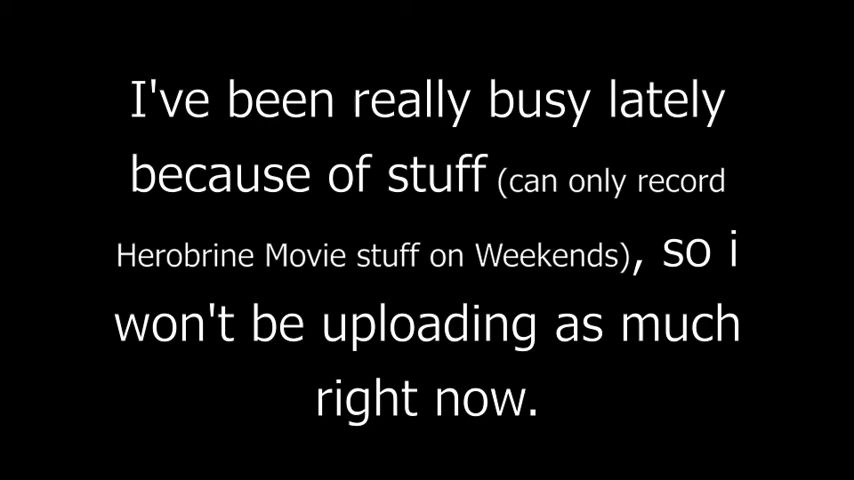 I've been really busy lately
because of stuff (can only record
Herobrine Movie stuff on Weekends), so i
won't be uploading as much
right now.